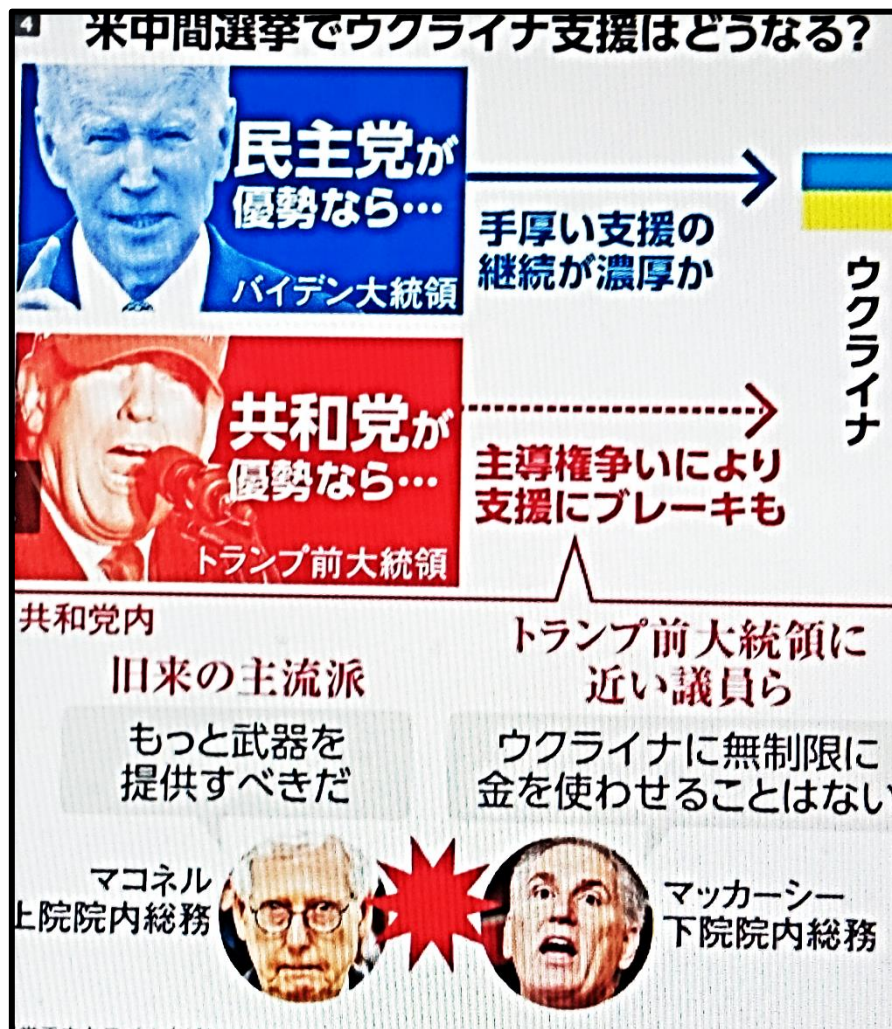 4
米中間選挙でウクライナ支援はどうなる?
民主党が
優勢なら…
バイデン大統領
手厚い支援の
継続が濃厚か
ウクライナ
共和党が
優勢なら…
トランプ前大統領
主導権争いにより
支援にブレーキも
共和党内
旧来の主流派
もっと武器を
提供すべきだ
マコネル
上院院内総務
トランプ前大統領に
近い議員ら
ウクライナに無制限に
金を使わせることはない
マッカーシー
下院院内総務